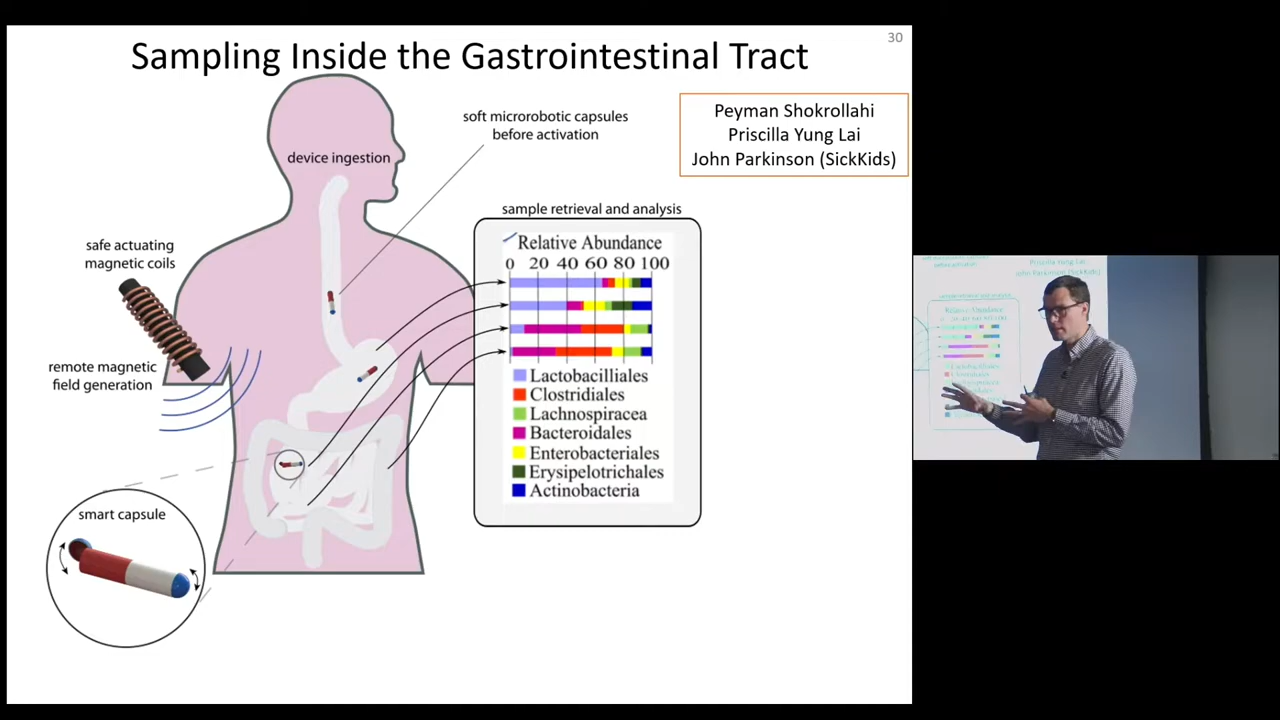 30
Sampling Inside the Gastrointestinal Tract
Peyman Shokrollahi
Priscilla Yung Lai
John Parkinson (SickKids)
soft microrobotic capsules
before activation
device ingestion
sample retrieval and analysis
safe actuating
magnetic coils
remote magnetic
field generation
Relative Abundance
0 20 40 60 80 100
Lactobacilliales
Clostridiales
Lachnospiracea
Bacteroidales
Enterobacteriales
Erysipelotrichales
Actinobacteria
smart capsule